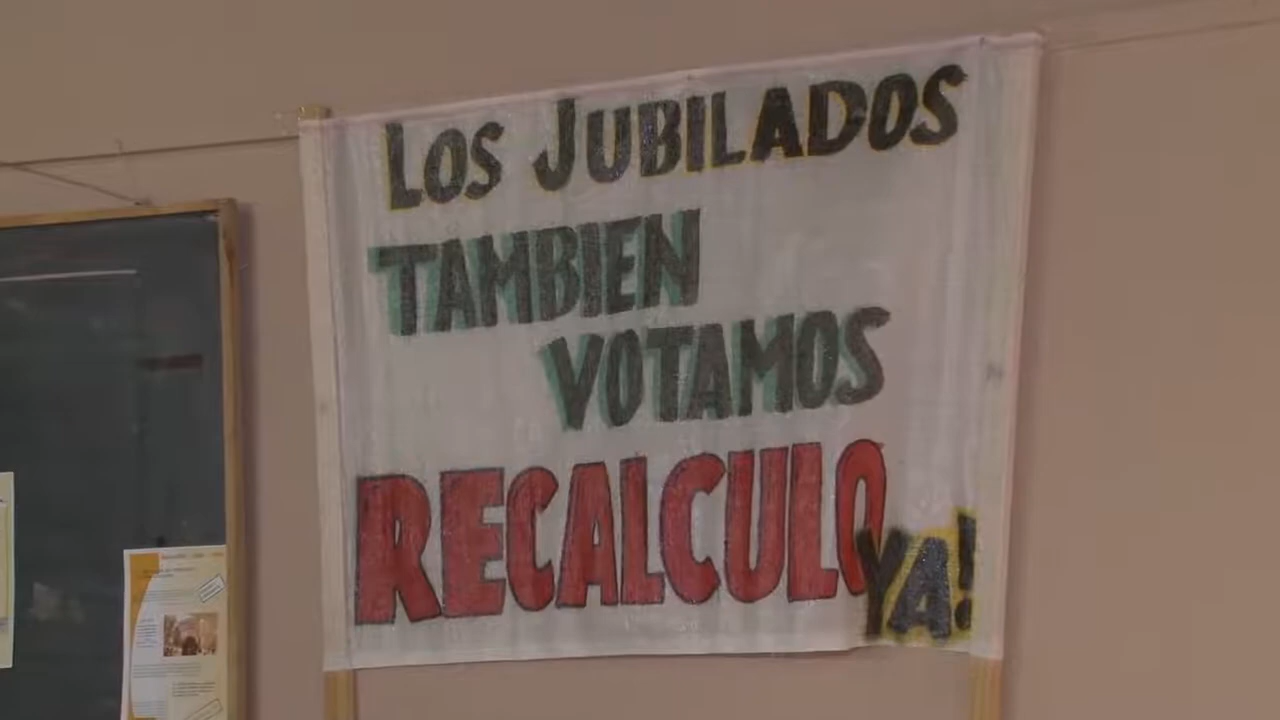 LOS JUBILADOS
TAMBIEN
VOTAMOS
RECALCULO
YA!